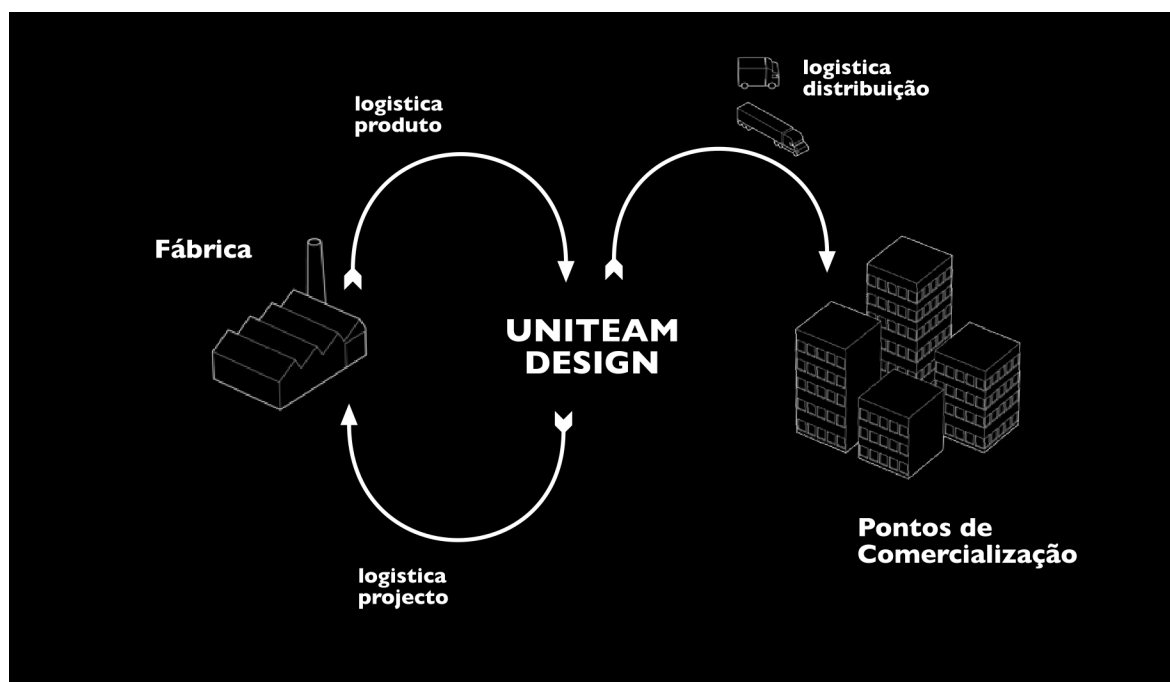 logistica
produto
logistica
distribuição
Fábrica
UNITEAM
DESIGN
Pontos de
Comercialização
logistica
projecto